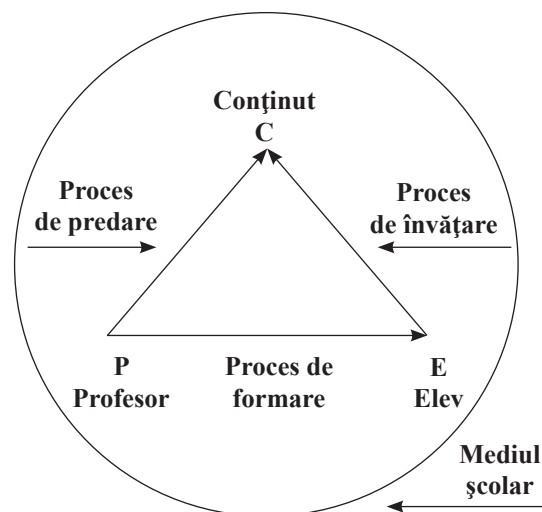 Conţinut
C
Proces
de predare
Proces
de învăţare
P
Profesor
Proces de
formare
E
Elev
Mediul
şcolar